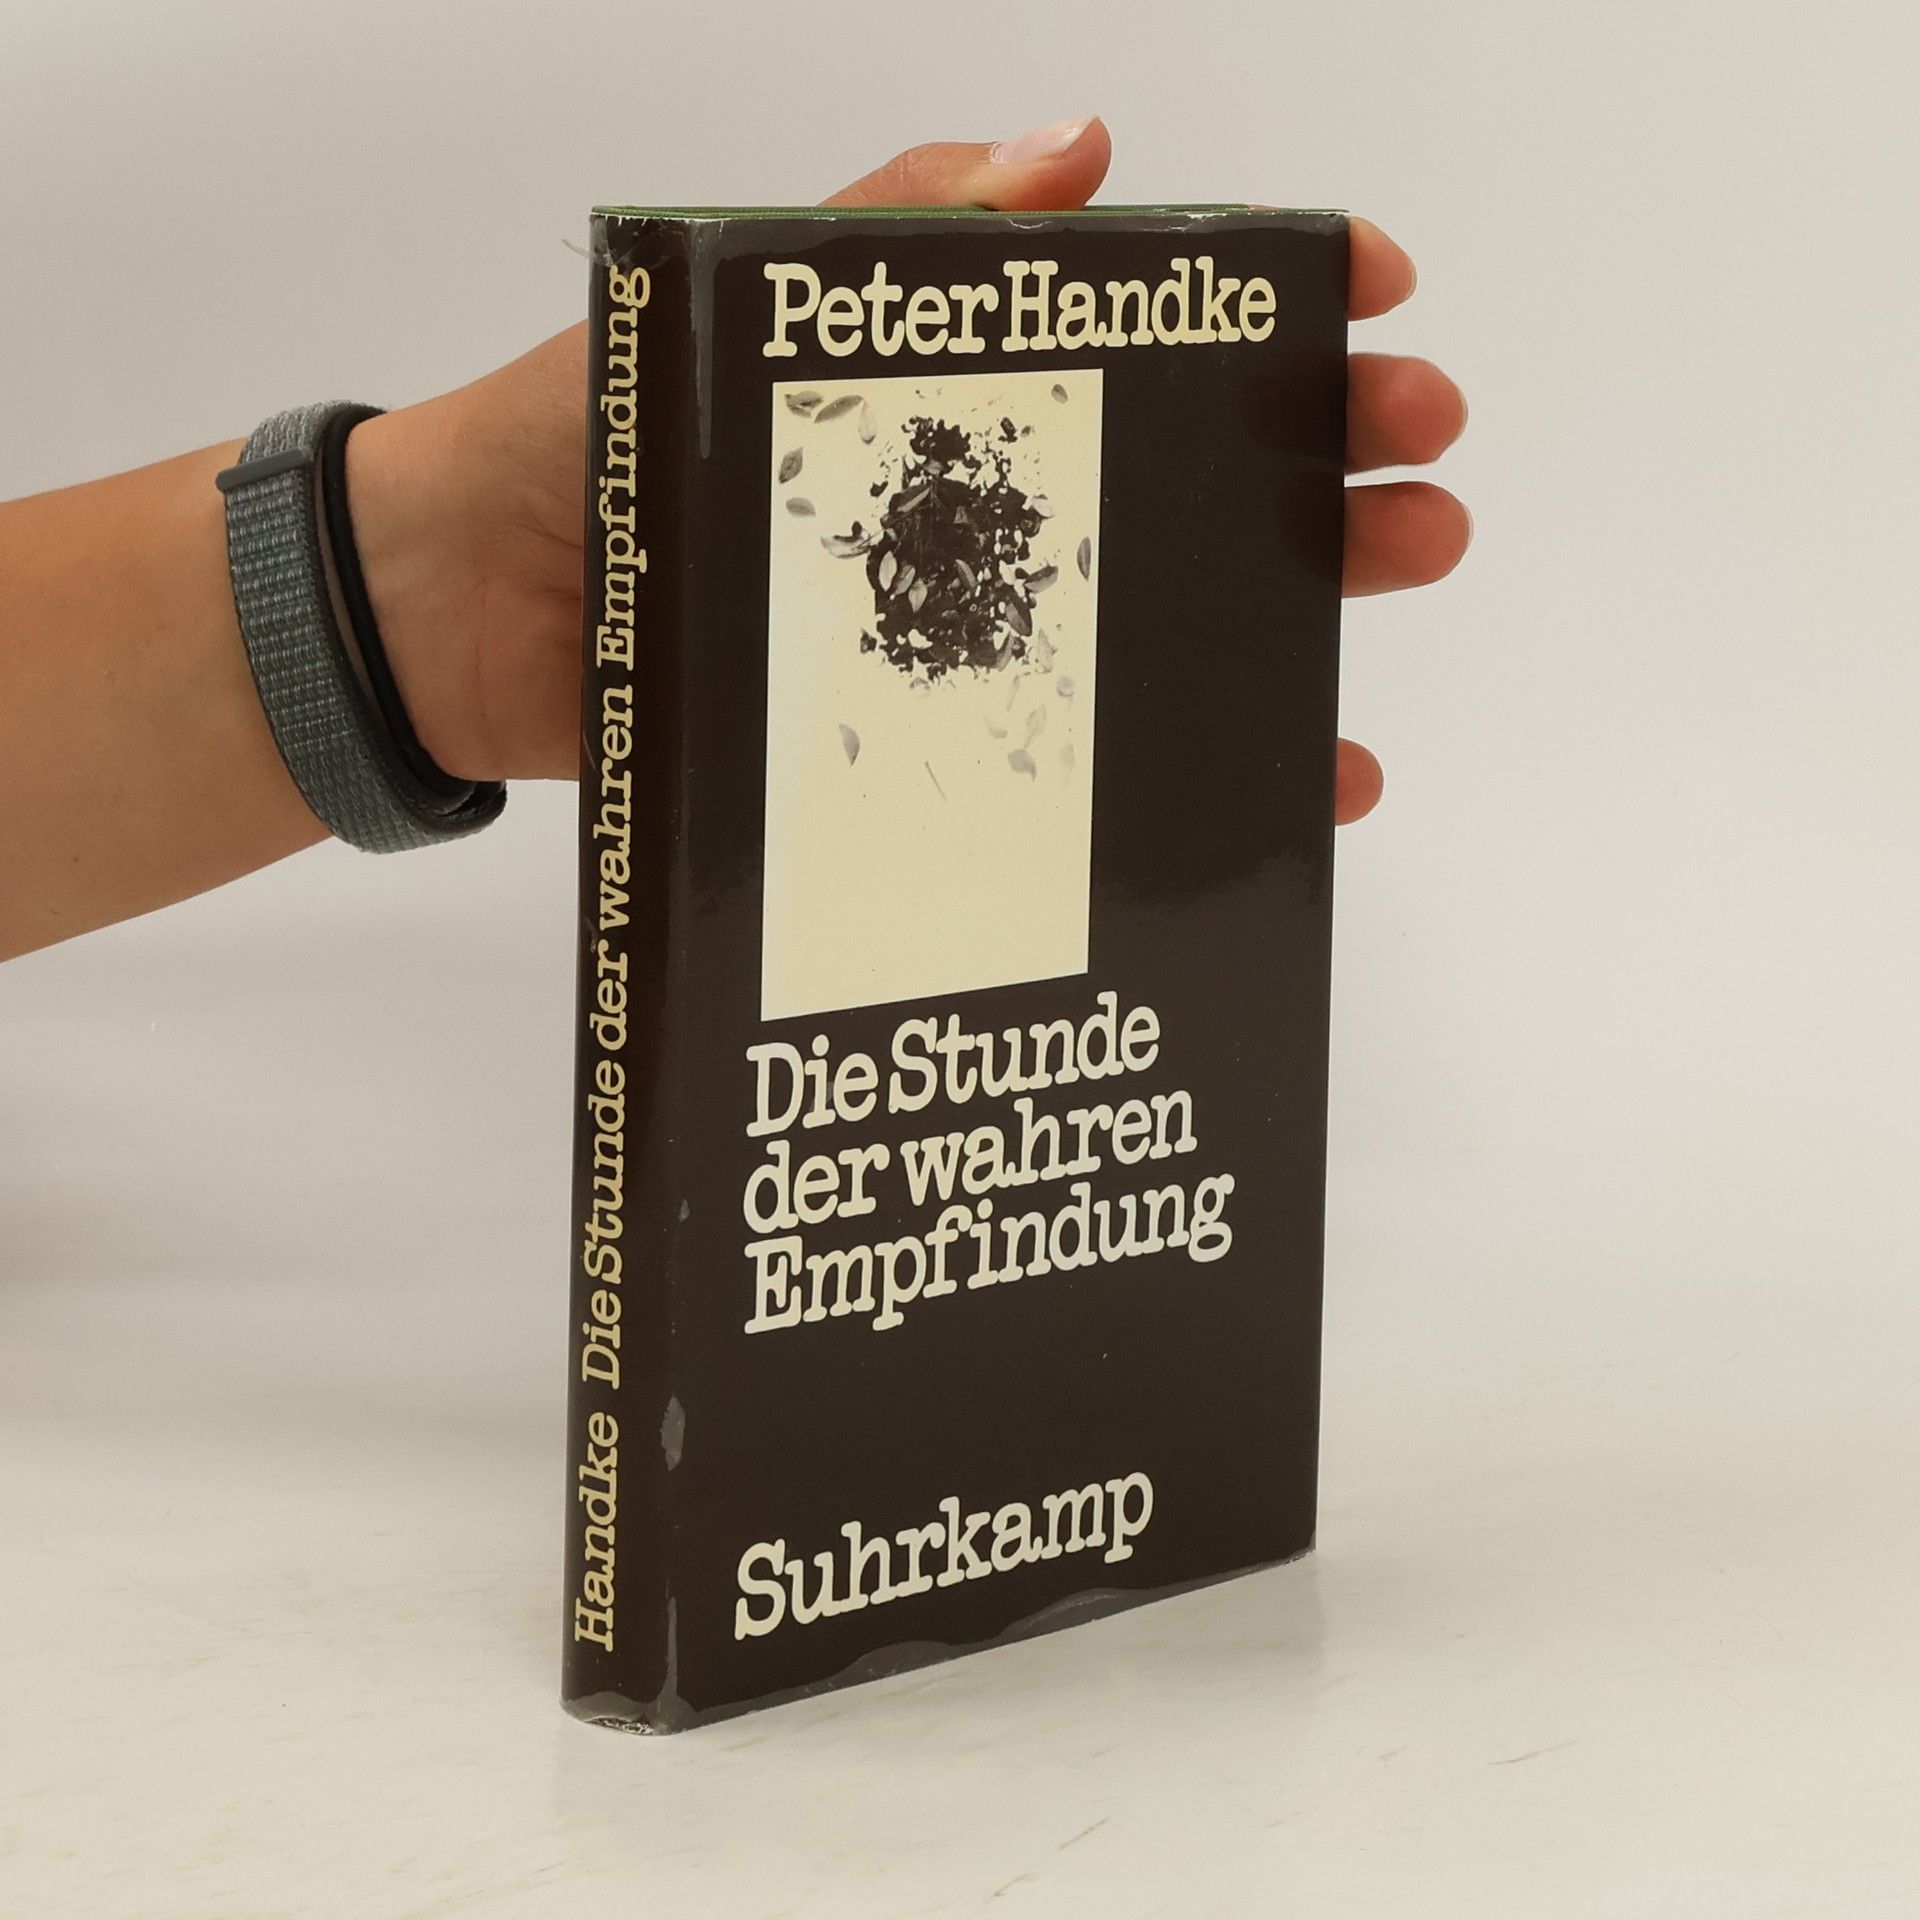 Handke Die Stunde der wahren Empfindung
Peter Handke
Die Stunde
der wahren
Empfindung
Suhrkamp